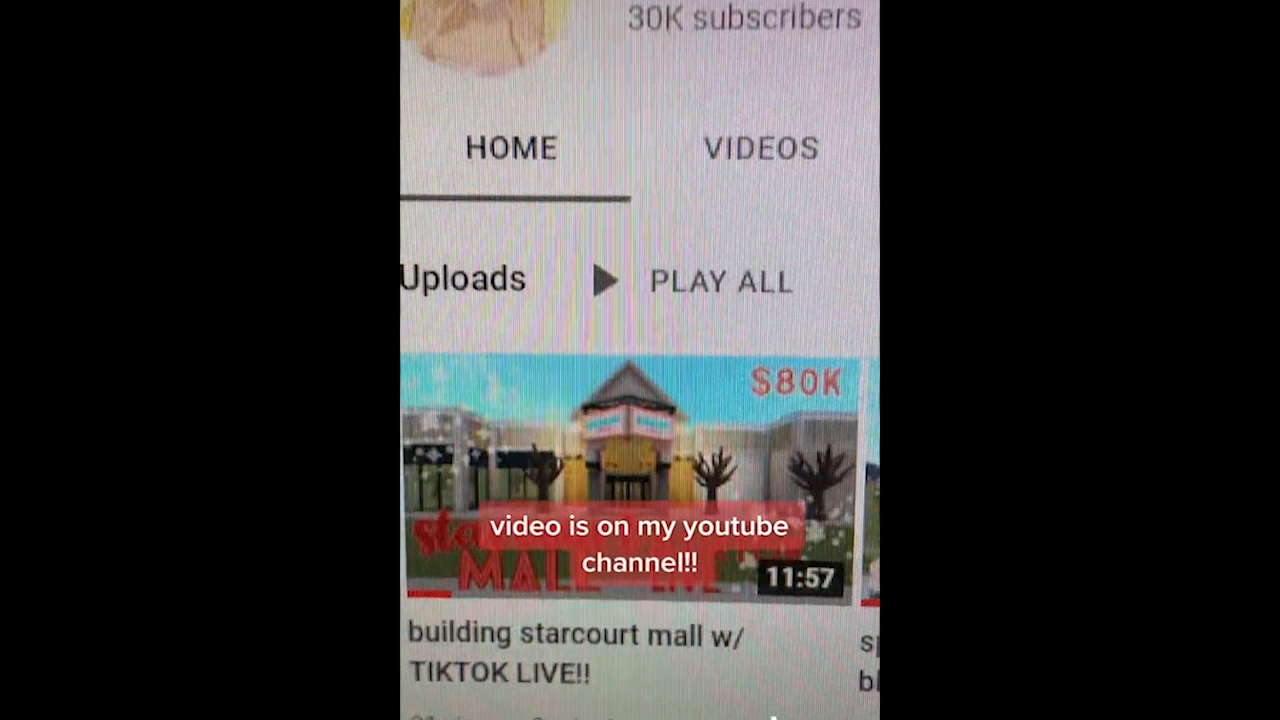 30K subscribers
HOME
VIDEOS
Uploads
PLAY ALL
$80K
video is on my youtube
channel!!
MALL
11:57
building starcourt mall w/
TIKTOK LIVE!!